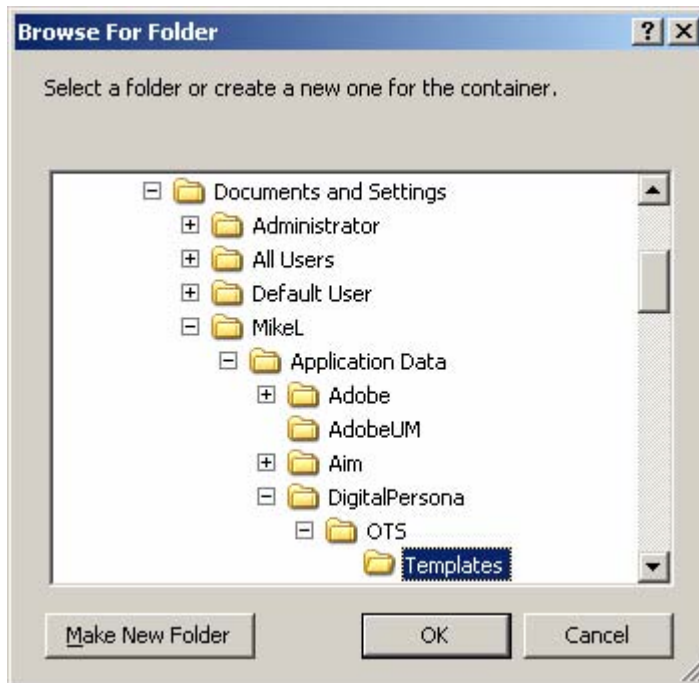 Browse For Folder
Select a folder or create a new one for the container.
Documents and Settings
Administrator
All Users
Default User
MikeL
Application Data
Adobe
AdobeUM
Aim
DigitalPersona
OTS
Templates
Make New Folder OK Cancel